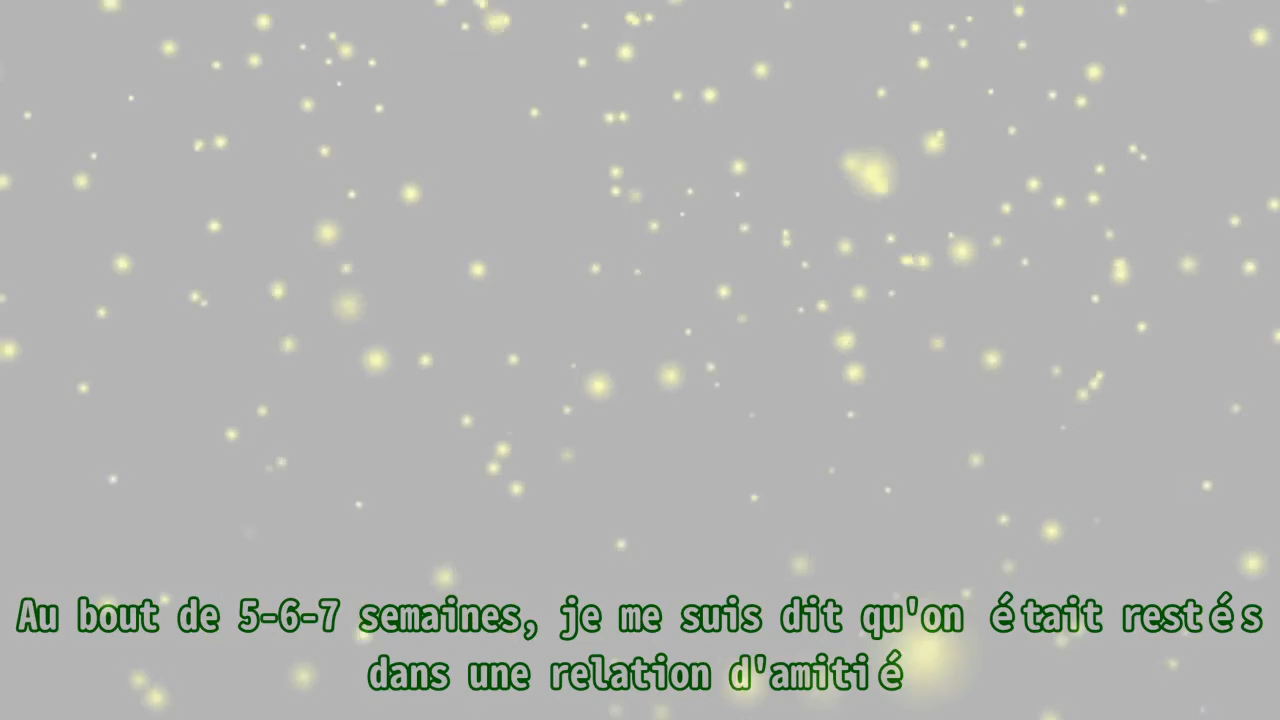 Au bout de 5-6-7 semaines, je me suis dit qu'on était restés
dans une relation d'amitié